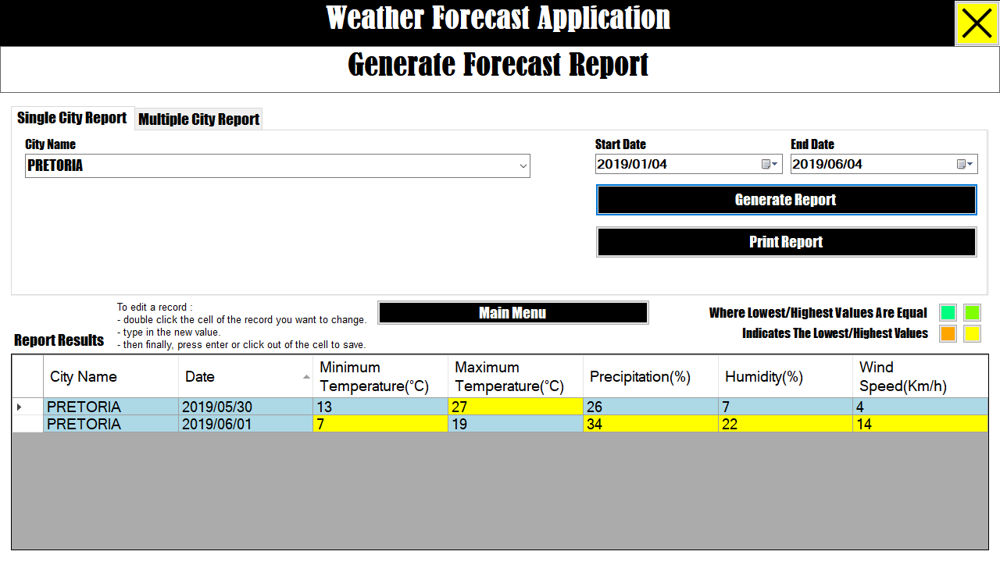 Weather Forecast Application
Generate Forecast Report
Single City Report Multiple City Report
City Name Start Date End Date
PRETORIA 2019/01/04 2019/06/04
Generate Report
Print Report
To edit a record :
- double click the cell of the record you want to change.
- type in the new value.
- then finally, press enter or click out of the cell to save.
Main Menu
Where Lowest/Highest Values Are Equal
Indicates The Lowest/Highest Values
Report Results
City Name Date Minimum Temperature(°C) Maximum Temperature(°C) Precipitation(%) Humidity(%) Wind Speed(Km/h)
PRETORIA 2019/05/30 13 27 26 7 4
PRETORIA 2019/06/01 7 19 34 22 14